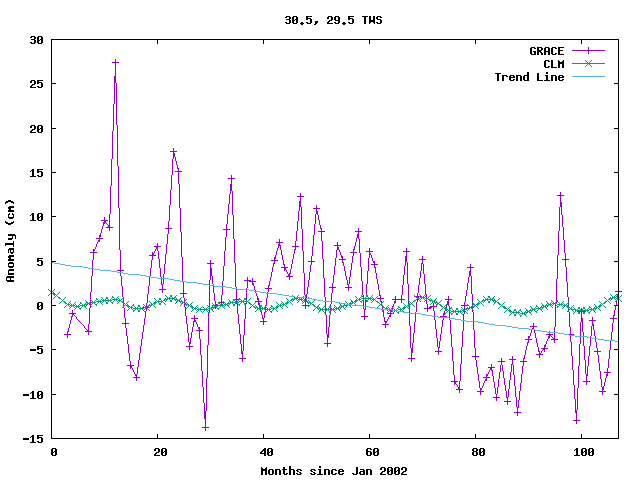 30.5, 29.5 TWS
GRACE
CLM
Trend Line
30
25
20
15
10
5
0
-5
-10
-15
Anomaly (cm)
0 20 40 60 80 100
Months since Jan 2002